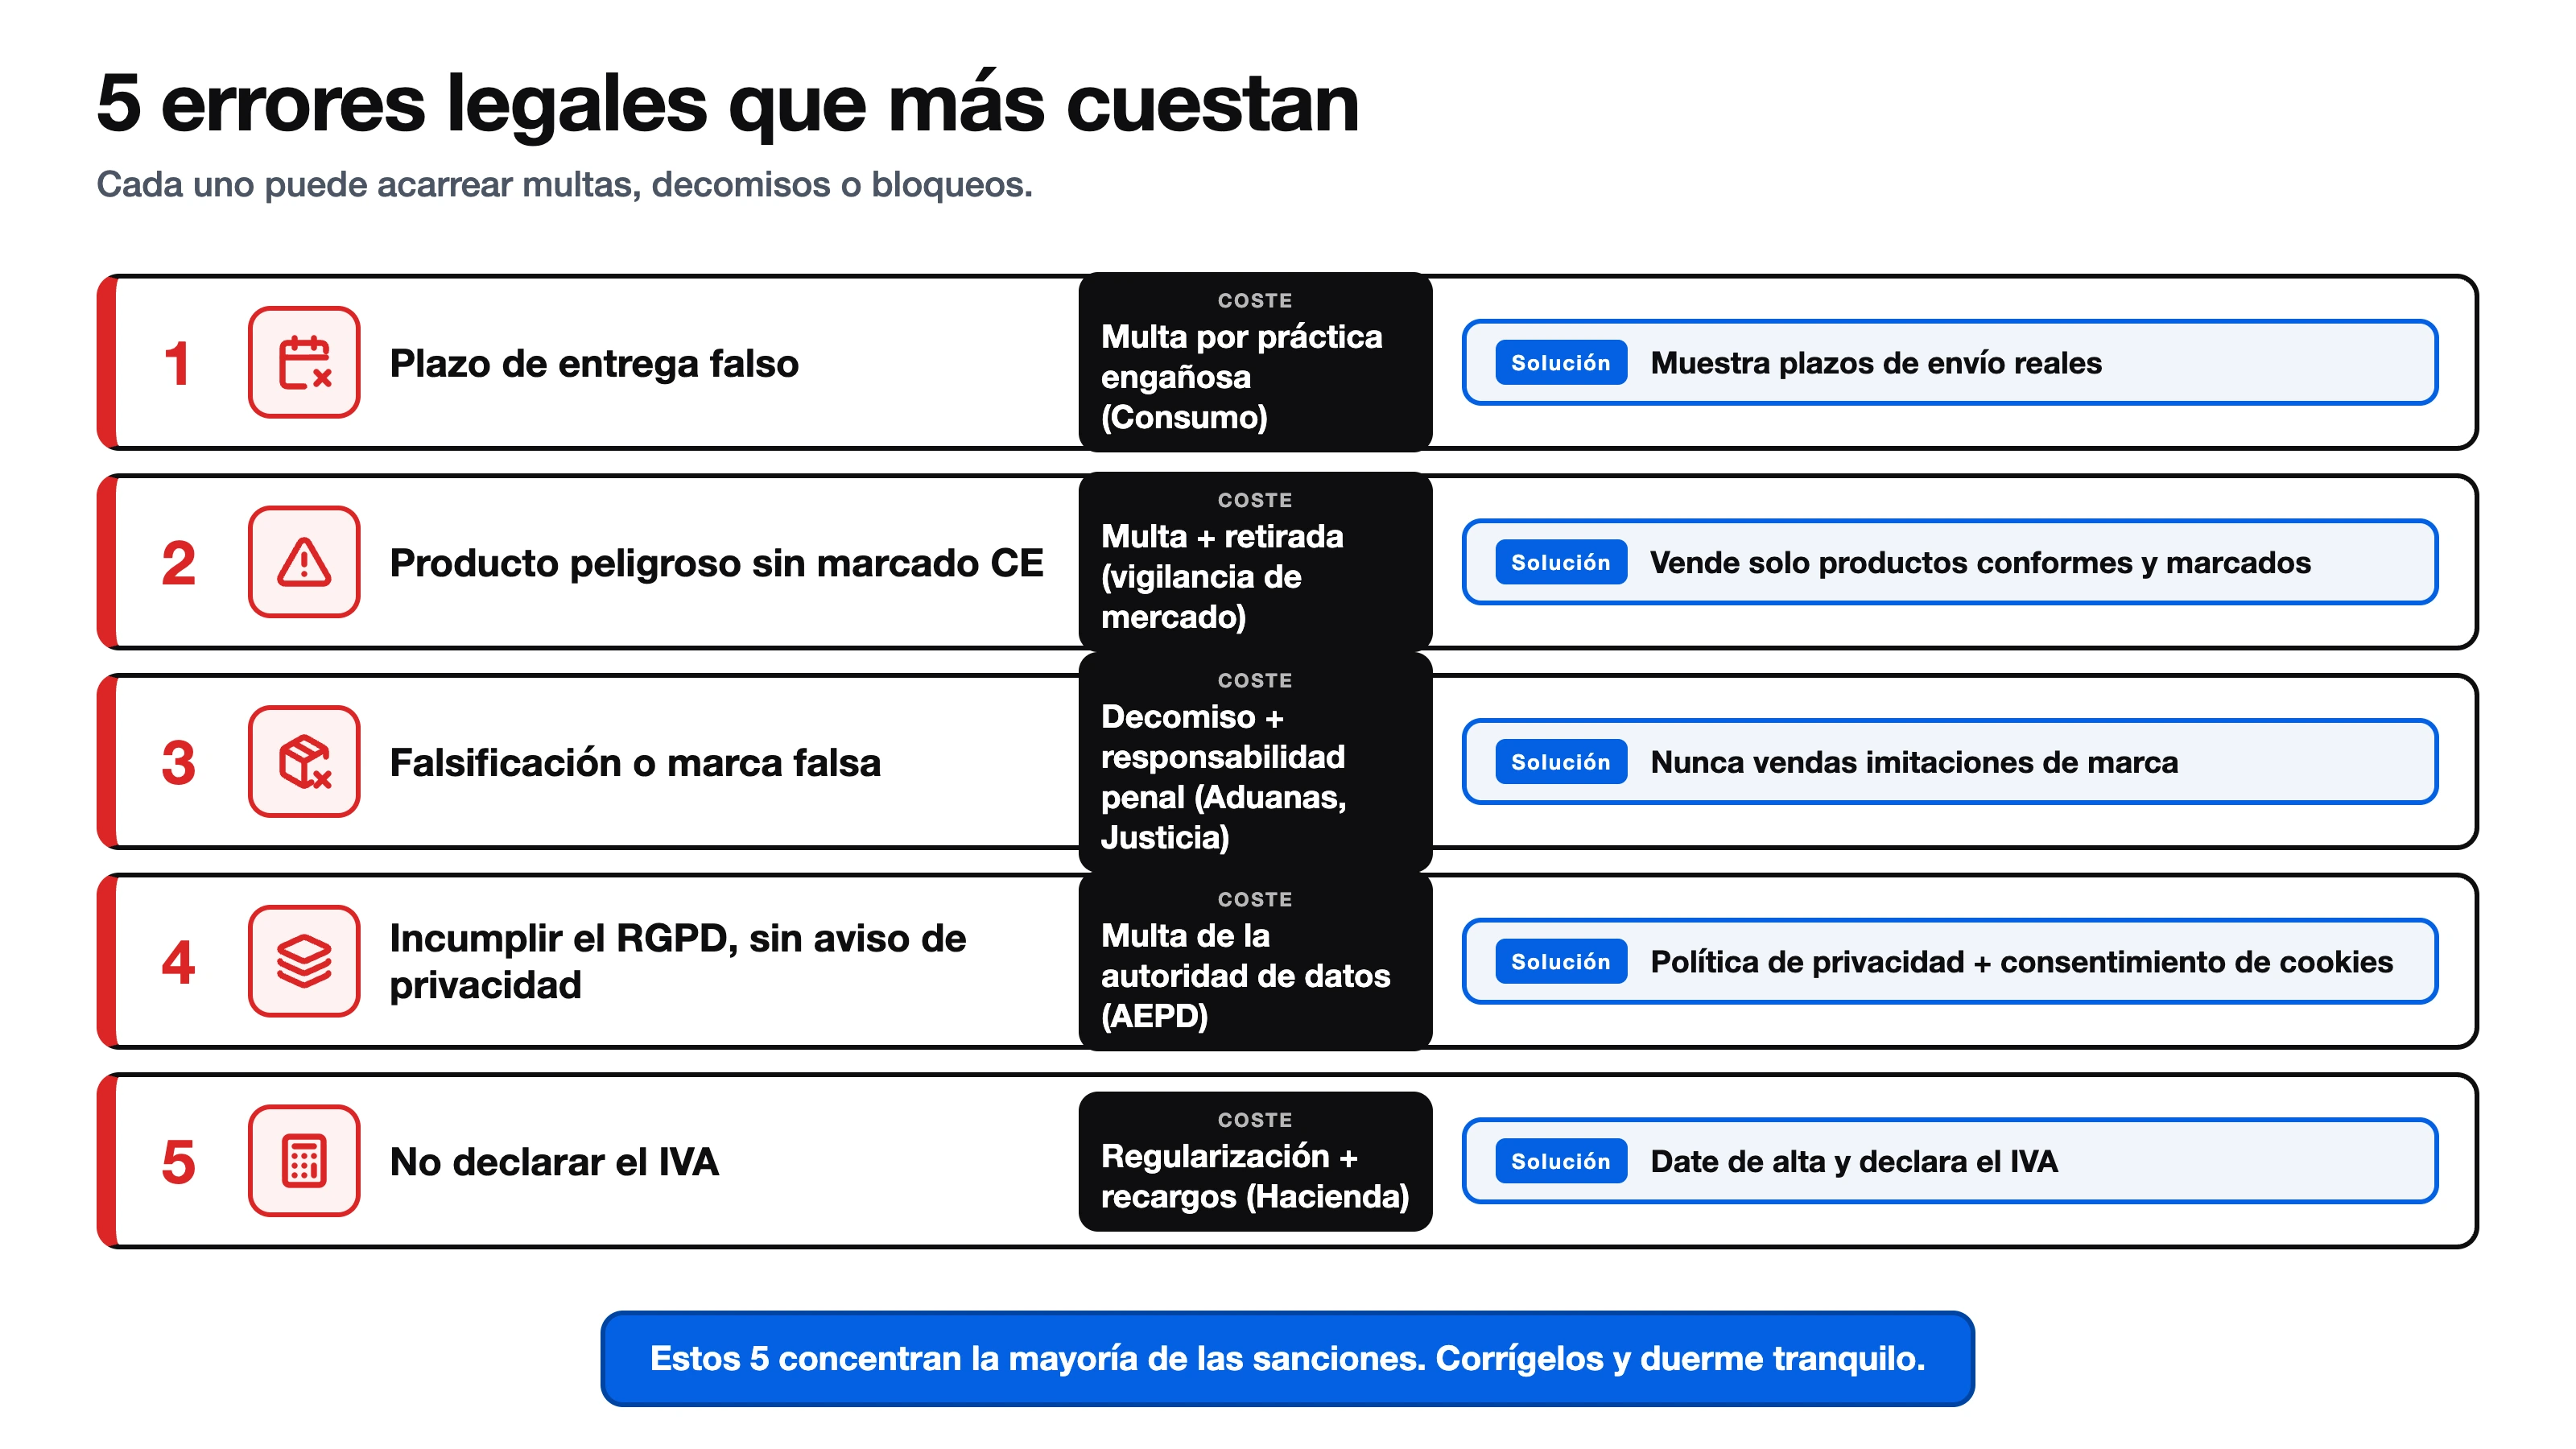 5 errores legales que más cuestan
Cada uno puede acarrear multas, decomisos o bloqueos.
1
Plazo de entrega falso
COSTE
Multa por práctica
engañosa
(Consumo)
Solución
Muestra plazos de envío reales
2
Producto peligroso sin marcado CE
COSTE
Multa + retirada
(vigilancia de
mercado)
Solución
Vende solo productos conformes y marcados
3
Falsificación o marca falsa
COSTE
Decomiso +
responsabilidad
penal (Aduanas,
Justicia)
Solución
Nunca vendas imitaciones de marca
4
Incumplir el RGPD, sin aviso de
privacidad
COSTE
Multa de la
autoridad de datos
(AEPD)
Solución
Política de privacidad + consentimiento de cookies
5
No declarar el IVA
COSTE
Regularización +
recargos (Hacienda)
Solución
Date de alta y declara el IVA
Estos 5 concentran la mayoría de las sanciones. Corrígelos y duerme tranquilo.